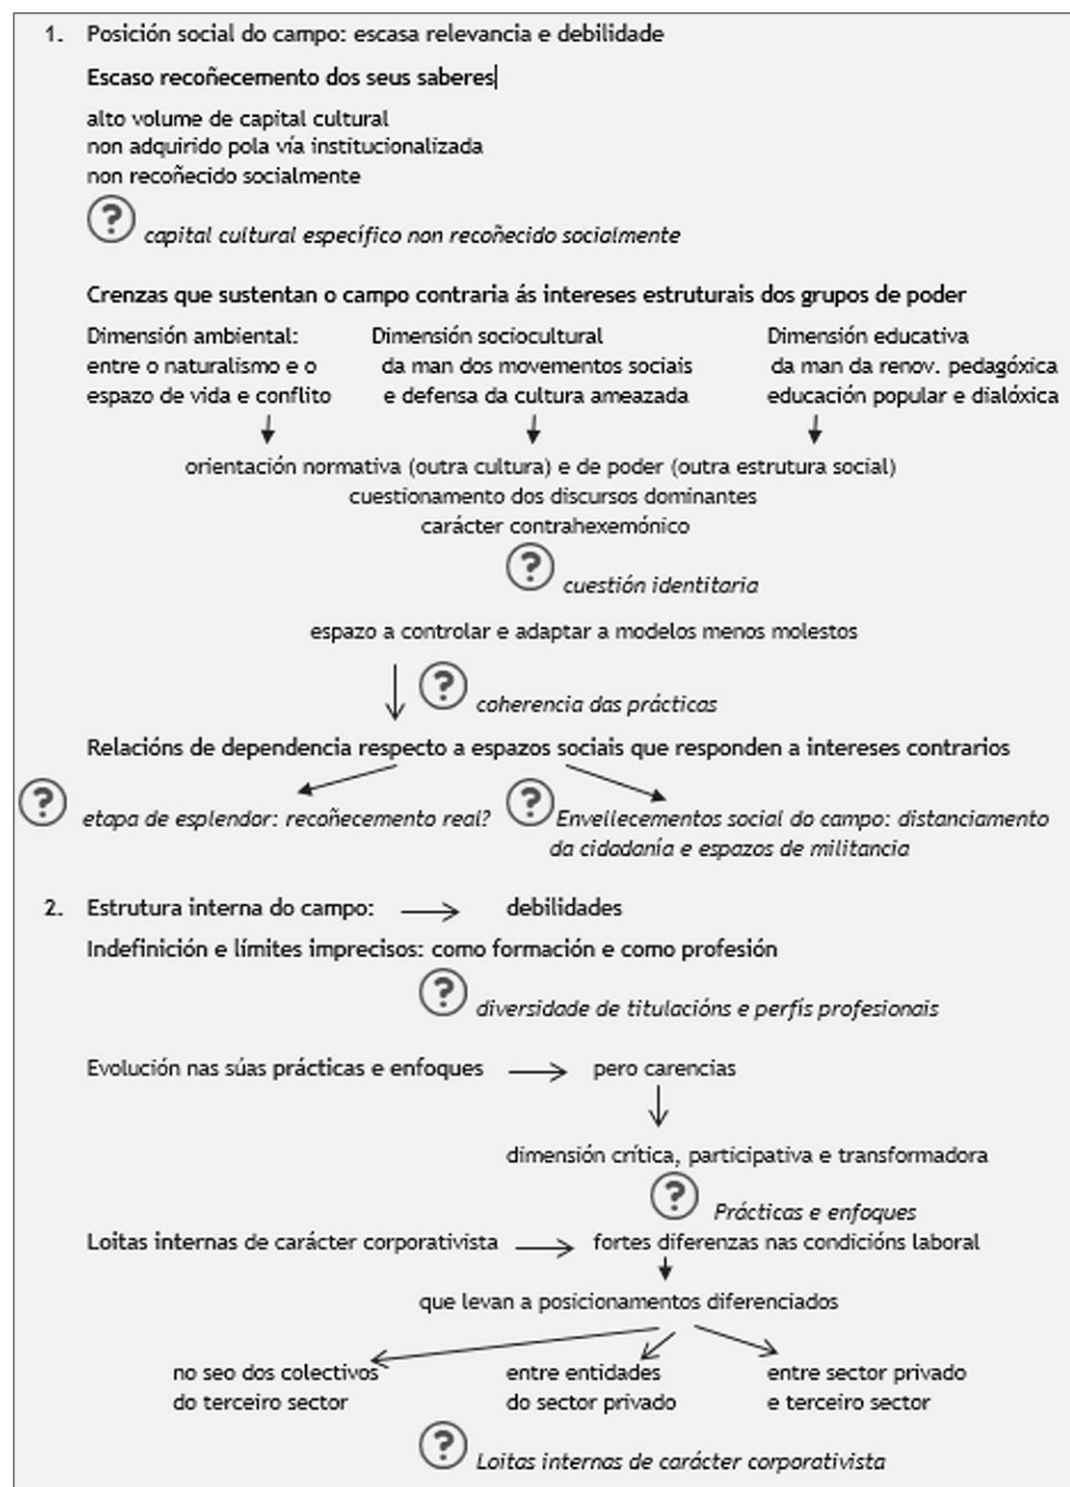 1. Posición social do campo: escasa relevancia e debilidade
Escaso recoñecemento dos seus saberes
alto volume de capital cultural
non adquirido pola vía institucionalizada
non recoñecido socialmente
? capital cultural específico non recoñecido socialmente
Crenzas que sustentan o campo contraria ás intereses estruturais dos grupos de poder
Dimensión ambiental: Dimensión sociocultural Dimensión educativa
entre o naturalismo e o da man dos movementos sociais da man da renov. pedagóxica
espazo de vida e conflito e defensa da cultura ameazada educación popular e dialóxica
orientación normativa (outra cultura) e de poder (outra estrutura social)
cuestionamento dos discursos dominantes
carácter contrahexemónico
? cuestión identitaria
espazo a controlar e adaptar a modelos menos molestos
? coherencia das prácticas
Relacións de dependencia respecto a espazos sociais que responden a intereses contrarios
? etapa de esplendor: recoñecemento real? ? Envellecementos social do campo: distanciamento
da cidadanía e espazos de militancia
2. Estrutura interna do campo: debilidades
Indefinición e límites imprecisos: como formación e como profesión
? diversidade de titulacións e perfís profesionais
Evolución nas súas prácticas e enfoques pero carencias
dimensión crítica, participativa e transformadora
? Prácticas e enfoques
Loitas internas de carácter corporativista fortes diferenzas nas condicións laboral
que levan a posicionamentos diferenciados
no seo dos colectivos entre entidades entre sector privado
do terceiro sector do sector privado e terceiro sector
? Loitas internas de carácter corporativista